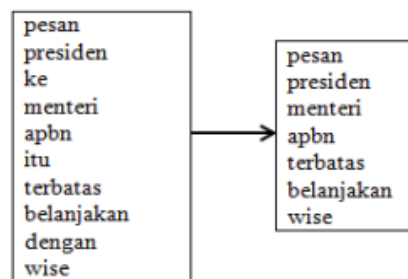 pesan
presiden
ke
menteri
apbn
itu
terbatas
belanjakan
dengan
wise
pesan
presiden
menteri
apbn
terbatas
belanjakan
wise